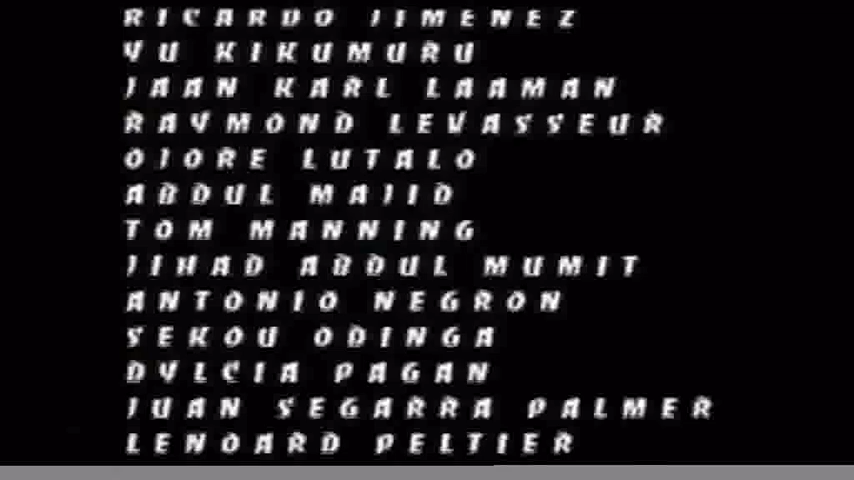 RICARDO JIMENEZ
YU KIKUMURU
JAAN KARL LAAMAN
RAYMOND LEVASSEUR
OJORE LUTALO
ABDUL MAJID
TOM MANNING
JIHAD ABDUL MUMIT
ANTONIO NEGRON
SEKOU ODINGA
DYLCIA PAGAN
JUAN SEGARRA PALMER
LENOARD PELTIER